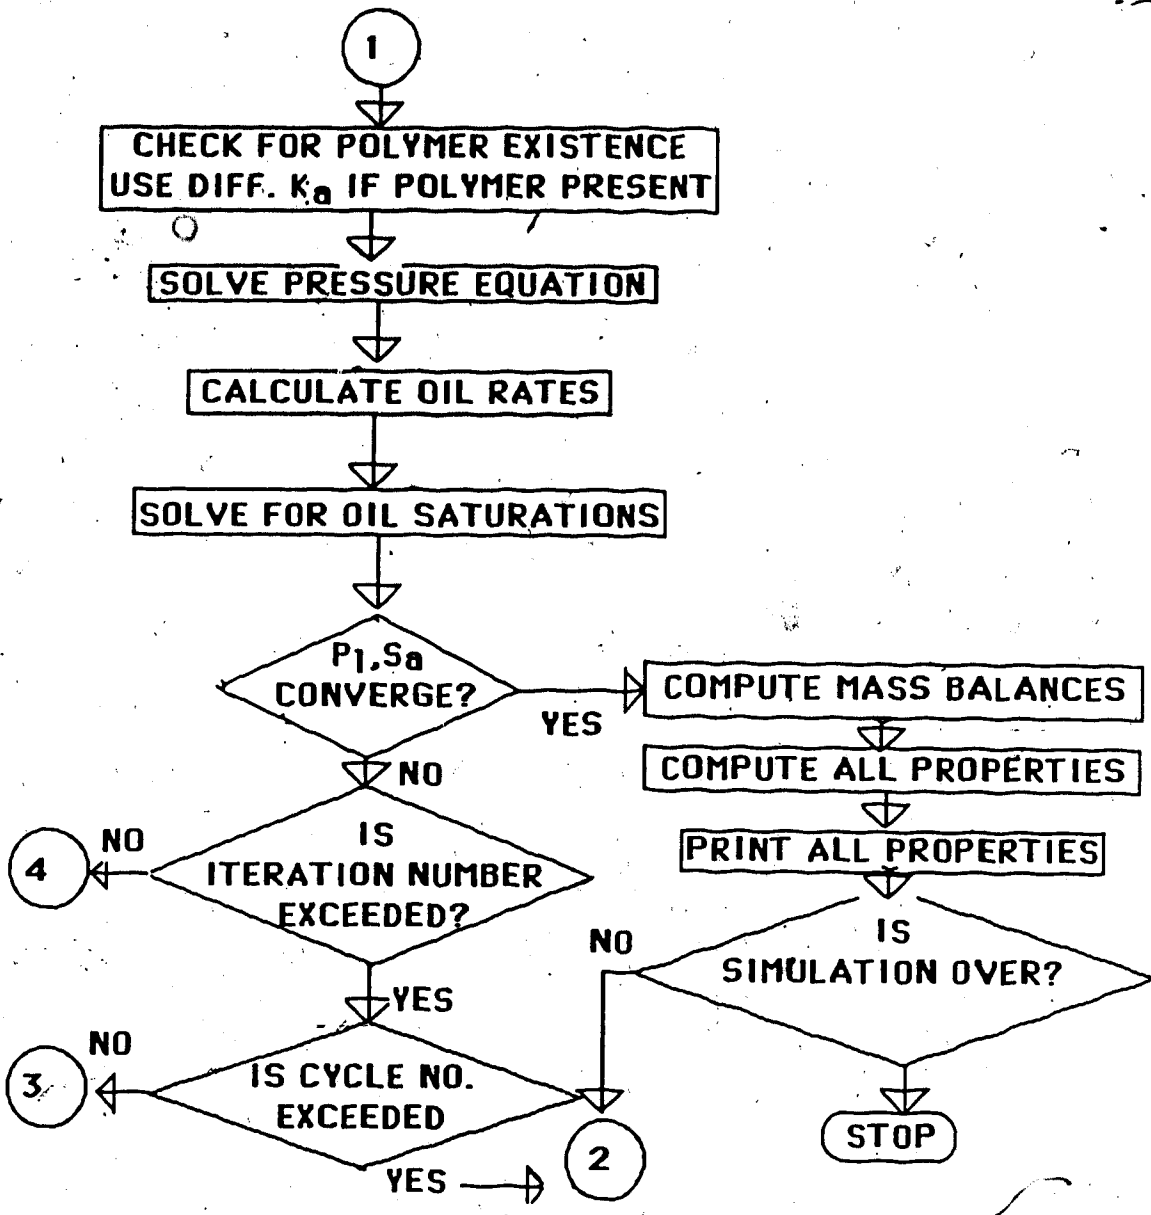 1
CHECK FOR POLYMER EXISTENCE
USE DIFF. Ka IF POLYMER PRESENT
SOLVE PRESSURE EQUATION
CALCULATE OIL RATES
SOLVE FOR OIL SATURATIONS
P1,Sa
CONVERGE?
YES
NO
COMPUTE MASS BALANCES
COMPUTE ALL PROPERTIES
PRINT ALL PROPERTIES
IS
SIMULATION OVER?
NO
STOP
IS
ITERATION NUMBER
EXCEEDED?
NO
4
YES
IS CYCLE NO.
EXCEEDED
NO
3
YES
2